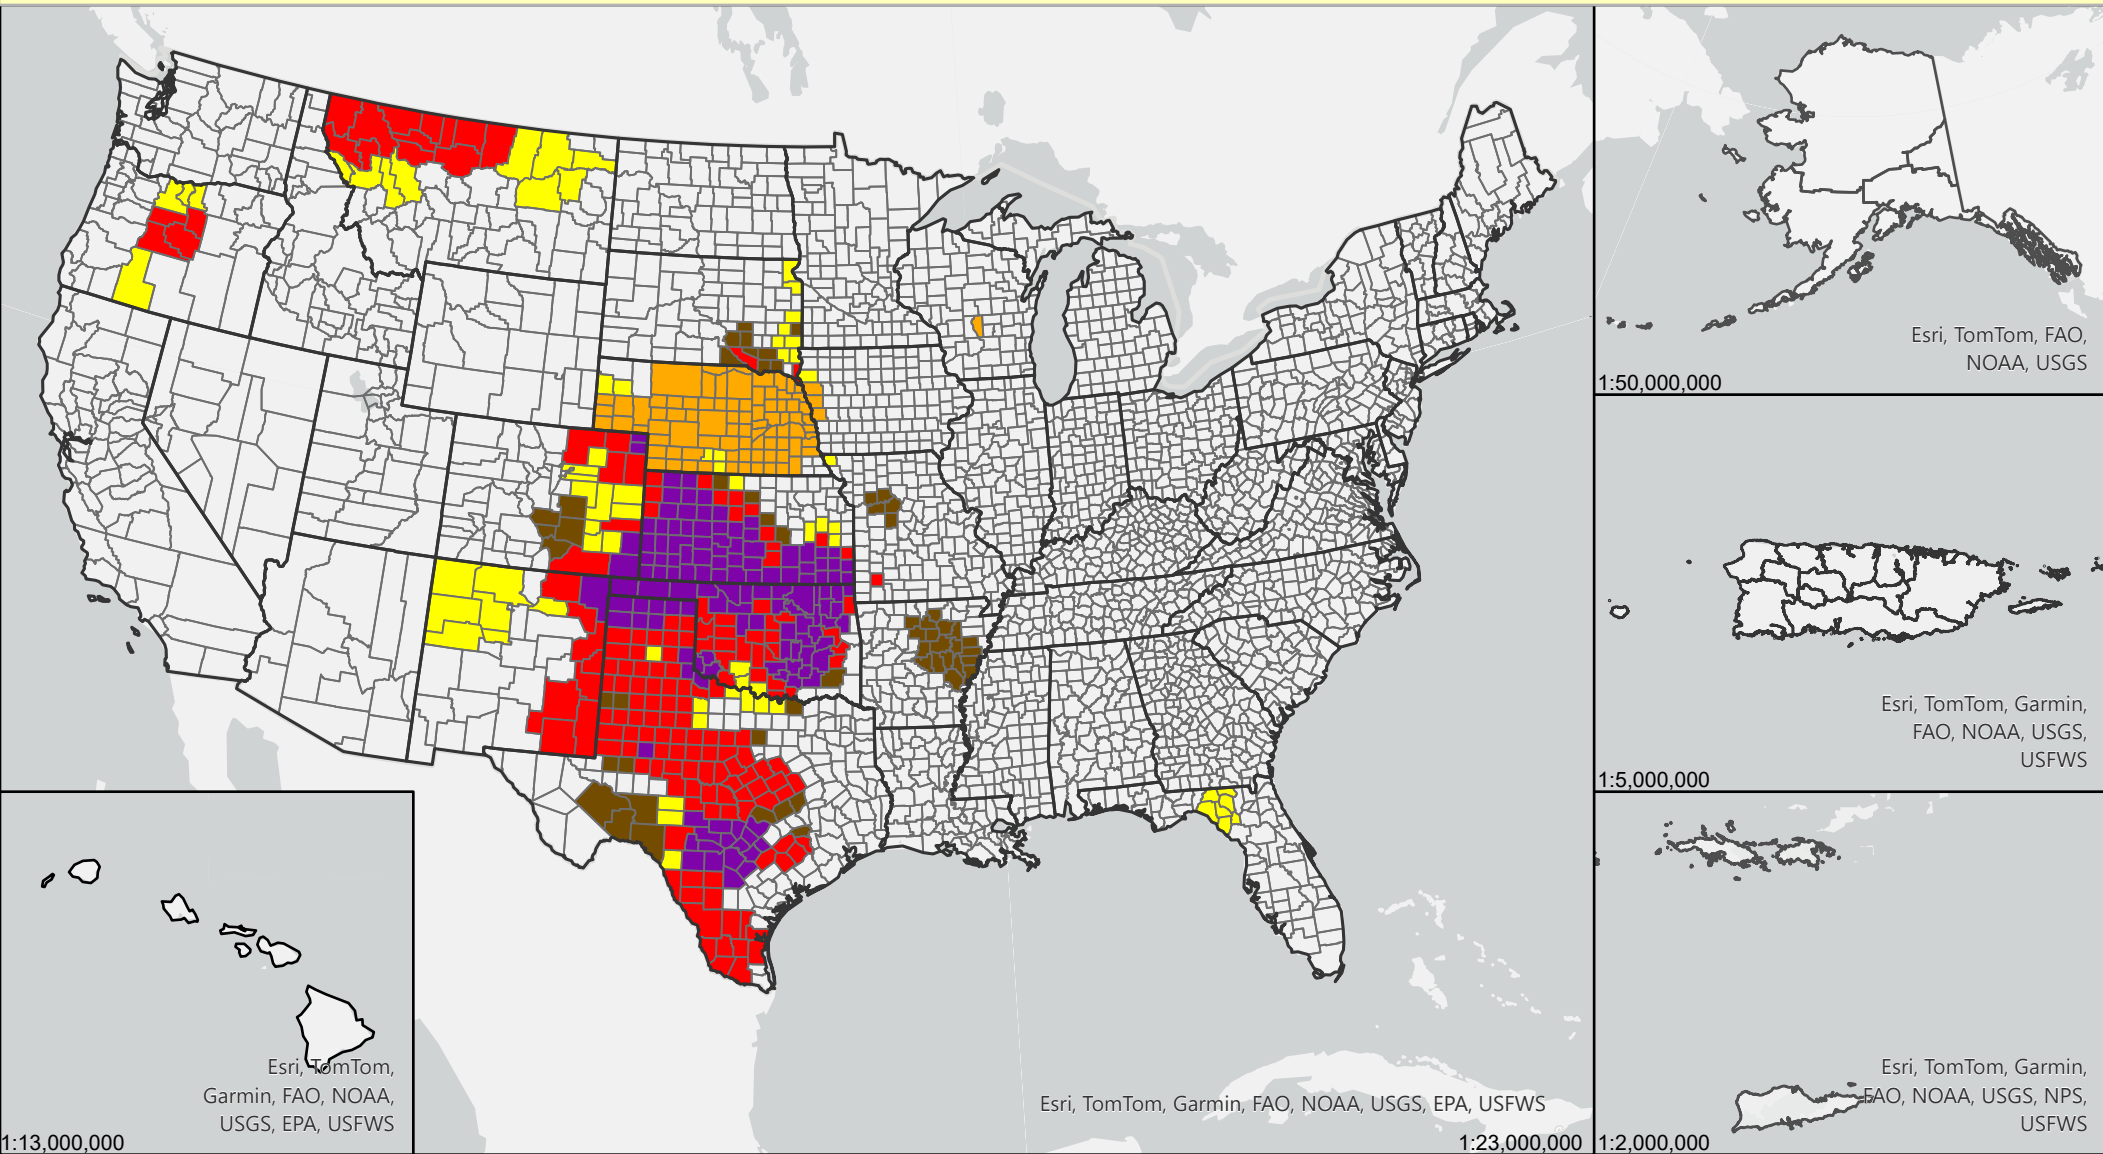 Esri, TomTom, FAO,
NOAA, USGS
1:50,000,000
Esri, TomTom, Garmin,
FAO, NOAA, USGS,
USFWS
1:5,000,000
Esri, TomTom,
Garmin, FAO, NOAA,
USGS, EPA, USFWS
1:13,000,000
Esri, TomTom, Garmin, FAO, NOAA, USGS, EPA, USFWS
1:23,000,000
Esri, TomTom, Garmin,
FAO, NOAA, USGS, NPS,
USFWS
1:2,000,000